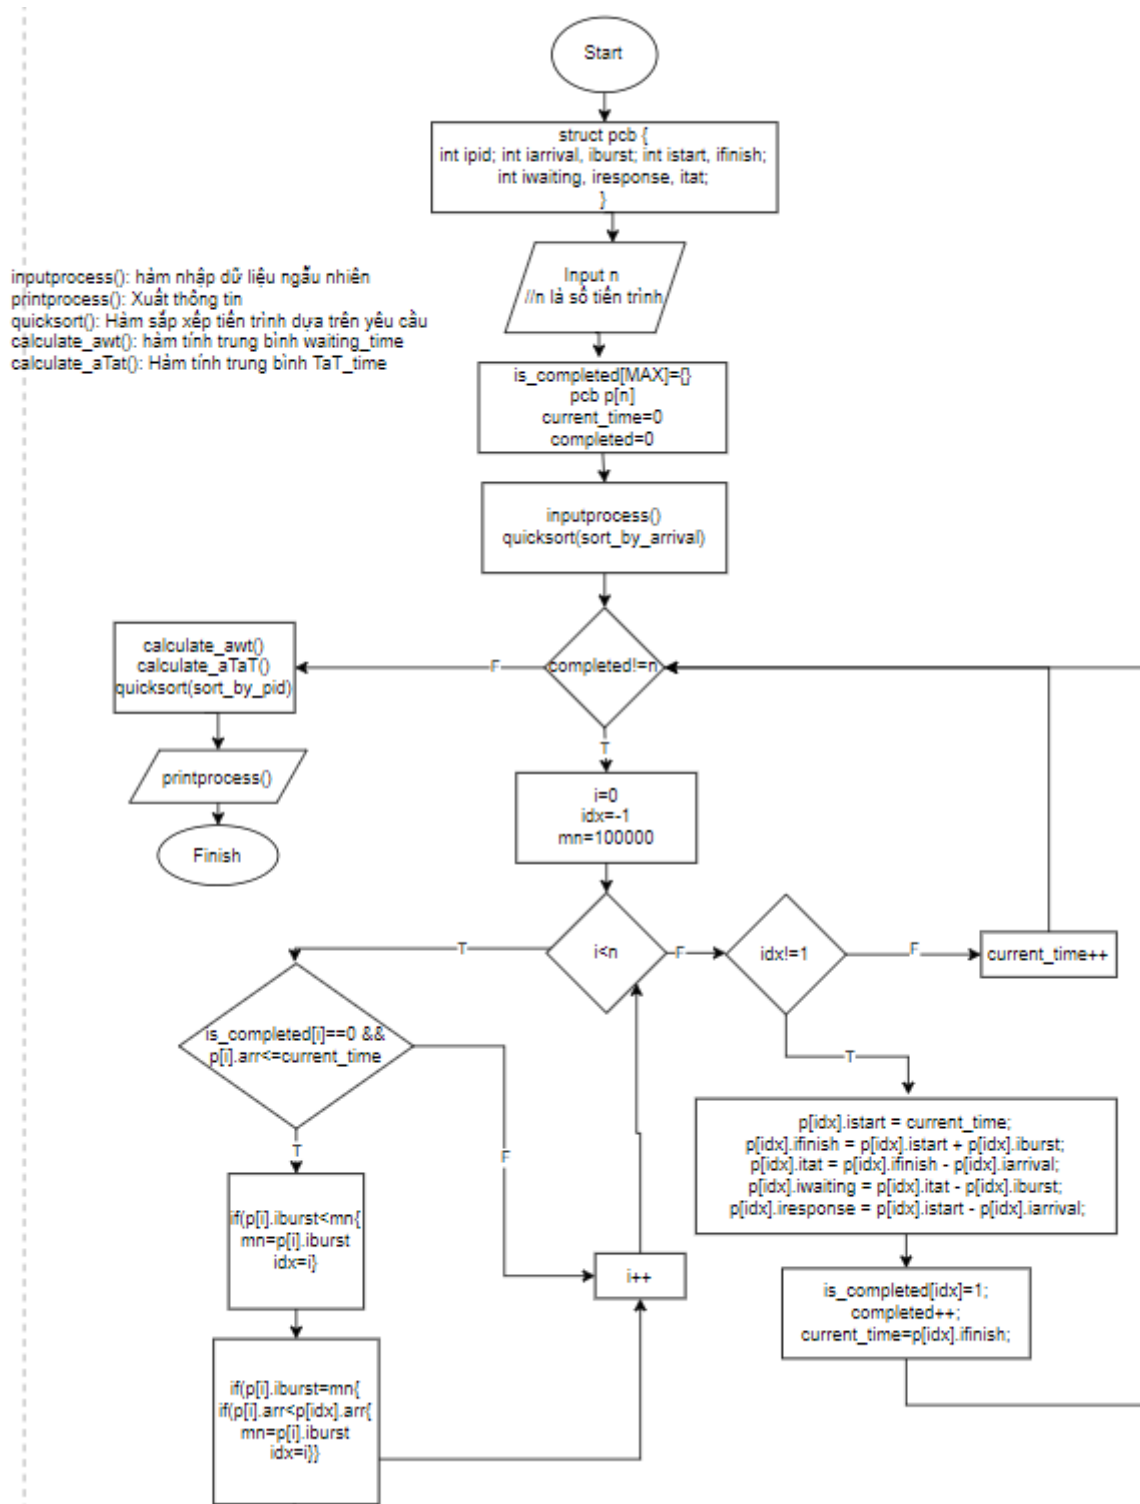 Start
struct pcb {
int ipid; int iarrival, iburst; int istart, ifinish;
int iwaiting, iresponse, itat;
}
Input n
//n là số tiến trình
inputprocess(): hàm nhập dữ liệu ngẫu nhiên
printprocess(): Xuất thông tin
quicksort(): Hàm sắp xếp tiến trình dựa trên yêu cầu
calculate_awt(): hàm tính trung bình waiting_time
calculate_aTat(): Hàm tính trung bình TaT_time
is_completed[MAX]={}
pcb p[n]
current_time=0
completed=0
inputprocess()
quicksort(sort_by_arrival)
completed!=n
F
calculate_awt()
calculate_aTaT()
quicksort(sort_by_pid)
printprocess()
Finish
T
i=0
idx=-1
mn=100000
i<n
T
F
idx!=1
F
current_time++
is_completed[i]==0 &&
p[i].arr<=current_time
T
F
T
if(p[i].iburst<mn{
mn=p[i].iburst
idx=i}
if(p[i].iburst=mn{
if(p[i].arr<p[idx].arr{
mn=p[i].iburst
idx=i}}
i++
p[idx].istart = current_time;
p[idx].ifinish = p[idx].istart + p[idx].iburst;
p[idx].itat = p[idx].ifinish - p[idx].iarrival;
p[idx].iwaiting = p[idx].itat - p[idx].iburst;
p[idx].iresponse = p[idx].istart - p[idx].iarrival;
is_completed[idx]=1;
completed++;
current_time=p[idx].ifinish;